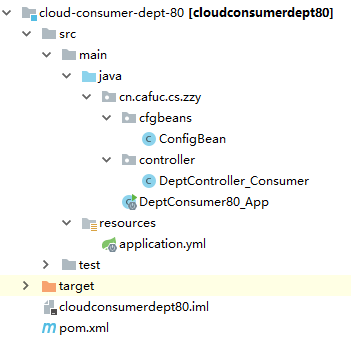 cloud-consumer-dept-80 [cloudconsumerdept80]
src
main
java
cn.cafuc.cs.zzy
cfgbeans
ConfigBean
controller
DeptController_Consumer
DeptConsumer80_App
resources
application.yml
test
target
cloudconsumerdept80.iml
pom.xml